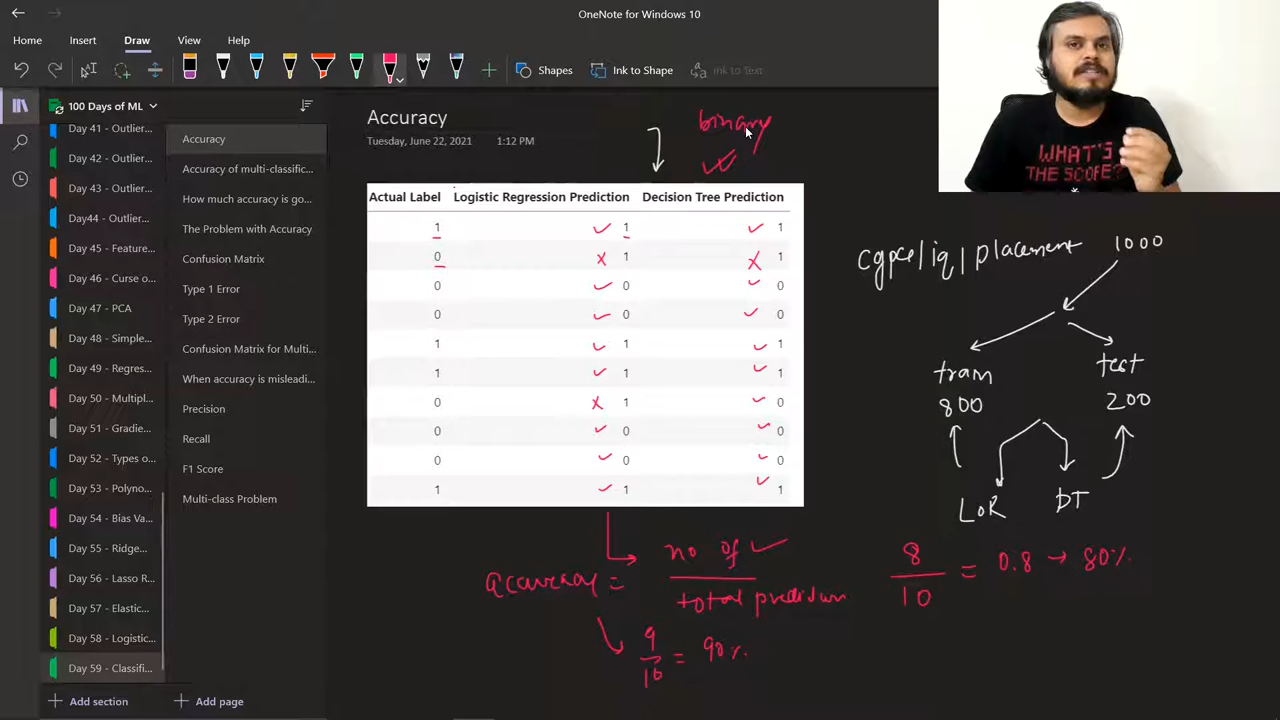 OneNote for Windows 10
Home Insert Draw View Help
Shapes Ink to Shape Ink to Text
100 Days of ML
Day 41 - Outlier...
Day 42 - Outlier...
Day 43 - Outlier...
Day44 - Outlier...
Day 45 - Feature...
Day 46 - Curse o...
Day 47 - PCA
Day 48 - Simple...
Day 49 - Regres...
Day 50 - Multipl...
Day 51 - Gradie...
Day 52 - Types o...
Day 53 - Polyno...
Day 54 - Bias Va...
Day 55 - Ridge...
Day 56 - Lasso R...
Day 57 - Elastic...
Day 58 - Logistic...
Day 59 - Classifi...
Add section
Accuracy
Accuracy of multi-classific...
How much accuracy is go...
The Problem with Accuracy
Confusion Matrix
Type 1 Error
Type 2 Error
Confusion Matrix for Multi...
When accuracy is misleadi...
Precision
Recall
F1 Score
Multi-class Problem
Add page
Accuracy
Tuesday, June 22, 2021 1:12 PM
binary
Actual Label Logistic Regression Prediction Decision Tree Prediction
1 ✓ 1 ✓ 1
0 x 1 x 1
0 ✓ 0 ✓ 0
0 ✓ 0 ✓ 0
1 ✓ 1 ✓ 1
1 ✓ 1 ✓ 1
0 x 1 ✓ 0
0 ✓ 0 ✓ 0
0 ✓ 0 ✓ 0
1 ✓ 1 ✓ 1
accuracy = no of ✓
total prediction
8
10 = 0.8 → 80%
9
10 = 90%
WHAT'S
THE SCOPE?
cgpa | iq | placement 1000
train test
800 200
LoR DT